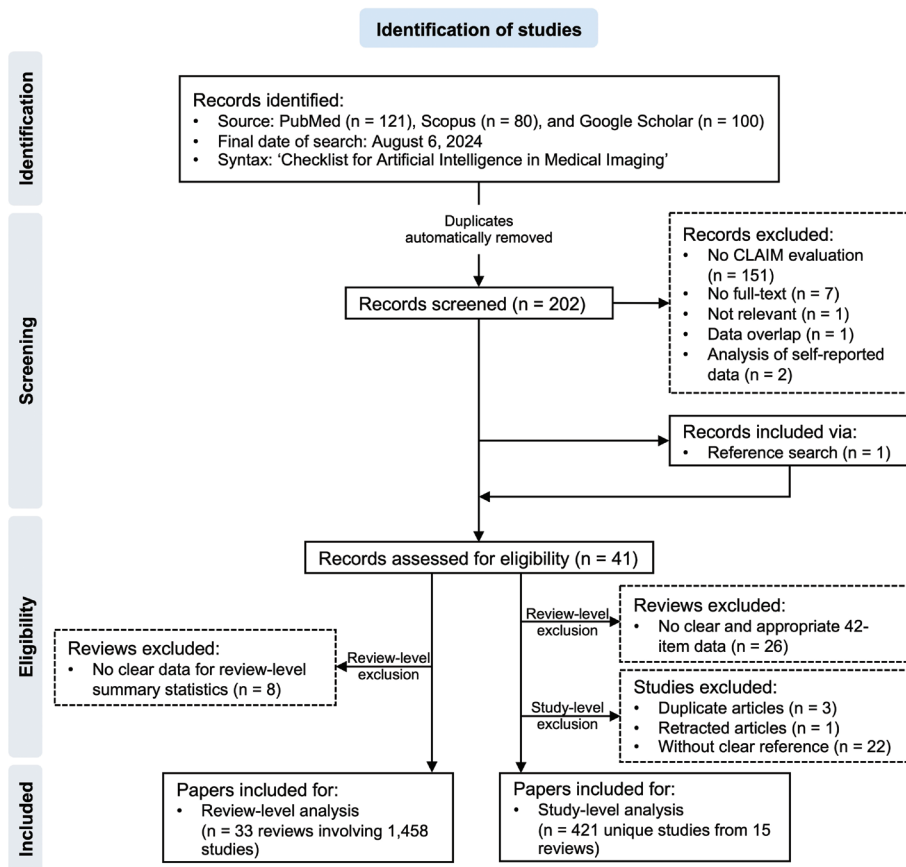 Identification of studies
Identification
Records identified:
• Source: PubMed (n = 121), Scopus (n = 80), and Google Scholar (n = 100)
• Final date of search: August 6, 2024
• Syntax: ‘Checklist for Artificial Intelligence in Medical Imaging’
Screening
Duplicates
automatically removed
Records screened (n = 202)
Records excluded:
• No CLAIM evaluation
(n = 151)
• No full-text (n = 7)
• Not relevant (n = 1)
• Data overlap (n = 1)
• Analysis of self-reported
data (n = 2)
Records included via:
• Reference search (n = 1)
Eligibility
Records assessed for eligibility (n = 41)
Reviews excluded:
• No clear data for review-level
summary statistics (n = 8)
Review-level
exclusion
Review-level
exclusion
Reviews excluded:
• No clear and appropriate 42-
item data (n = 26)
Study-level
exclusion
Studies excluded:
• Duplicate articles (n = 3)
• Retracted articles (n = 1)
• Without clear reference (n = 22)
Included
Papers included for:
• Review-level analysis
(n = 33 reviews involving 1,458
studies)
Papers included for:
• Study-level analysis
(n = 421 unique studies from 15
reviews)